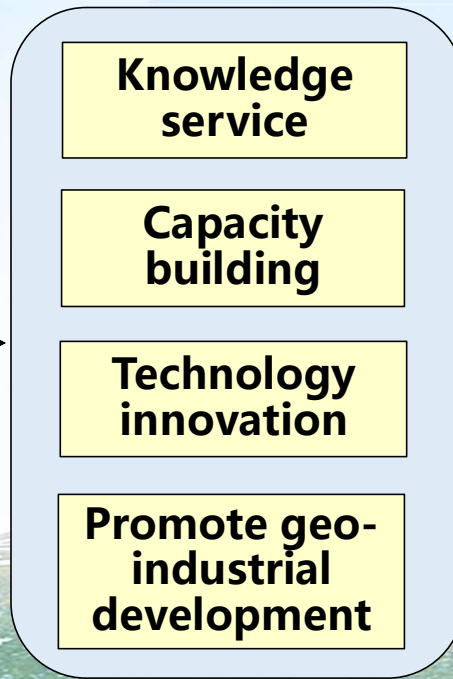 Knowledge
service
Capacity
building
Technology
innovation
Promote geo-
industrial
development